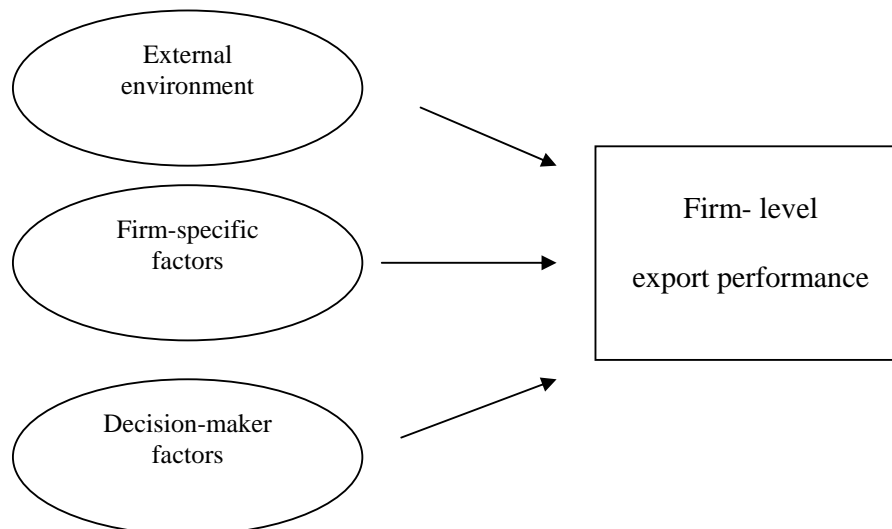 External
environment
Firm-specific
factors
Decision-maker
factors
Firm- level
export performance